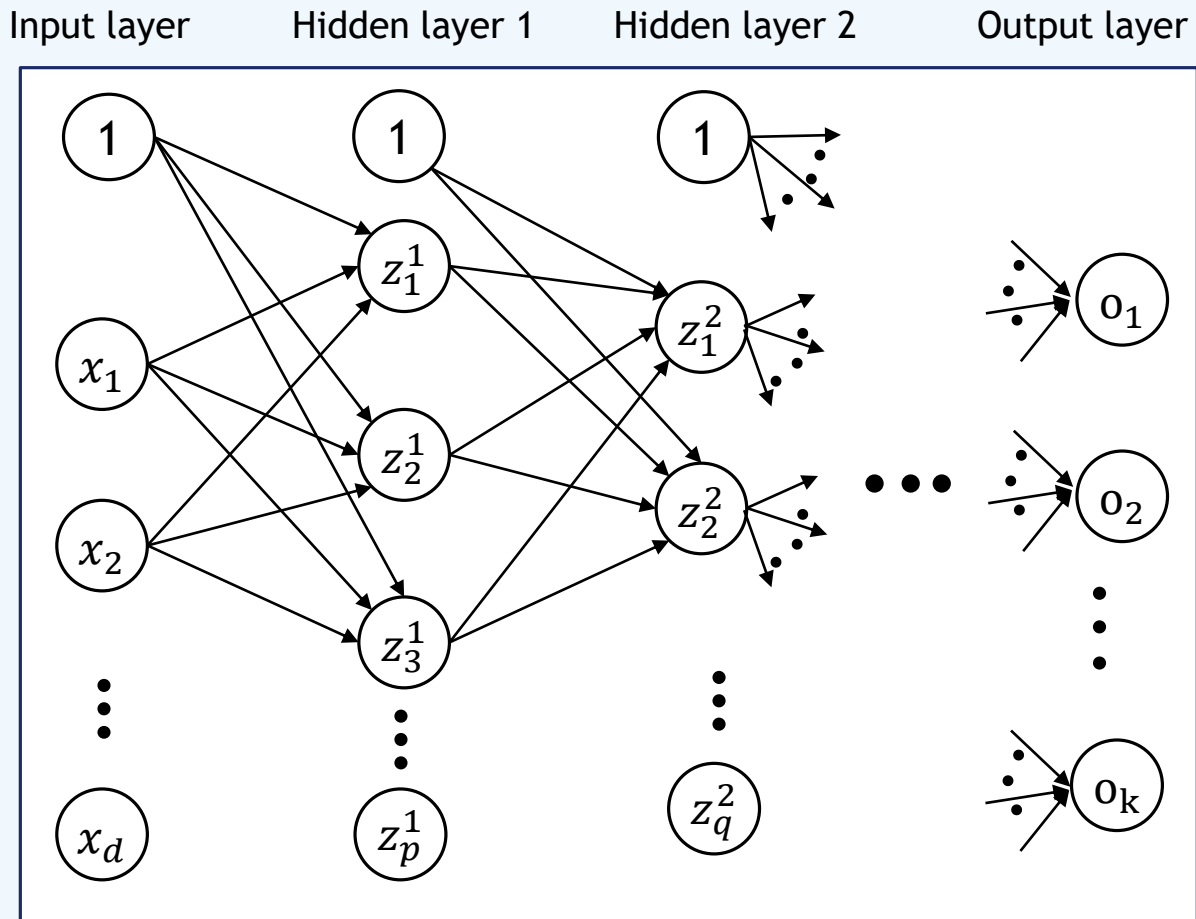 Input layer Hidden layer 1 Hidden layer 2 Output layer
1 1 1
z_1^1
o_1
z_1^2
x_1
z_2^1
o_2
z_2^2
x_2
z_3^1
o_k
z_q^2
x_d z_p^1